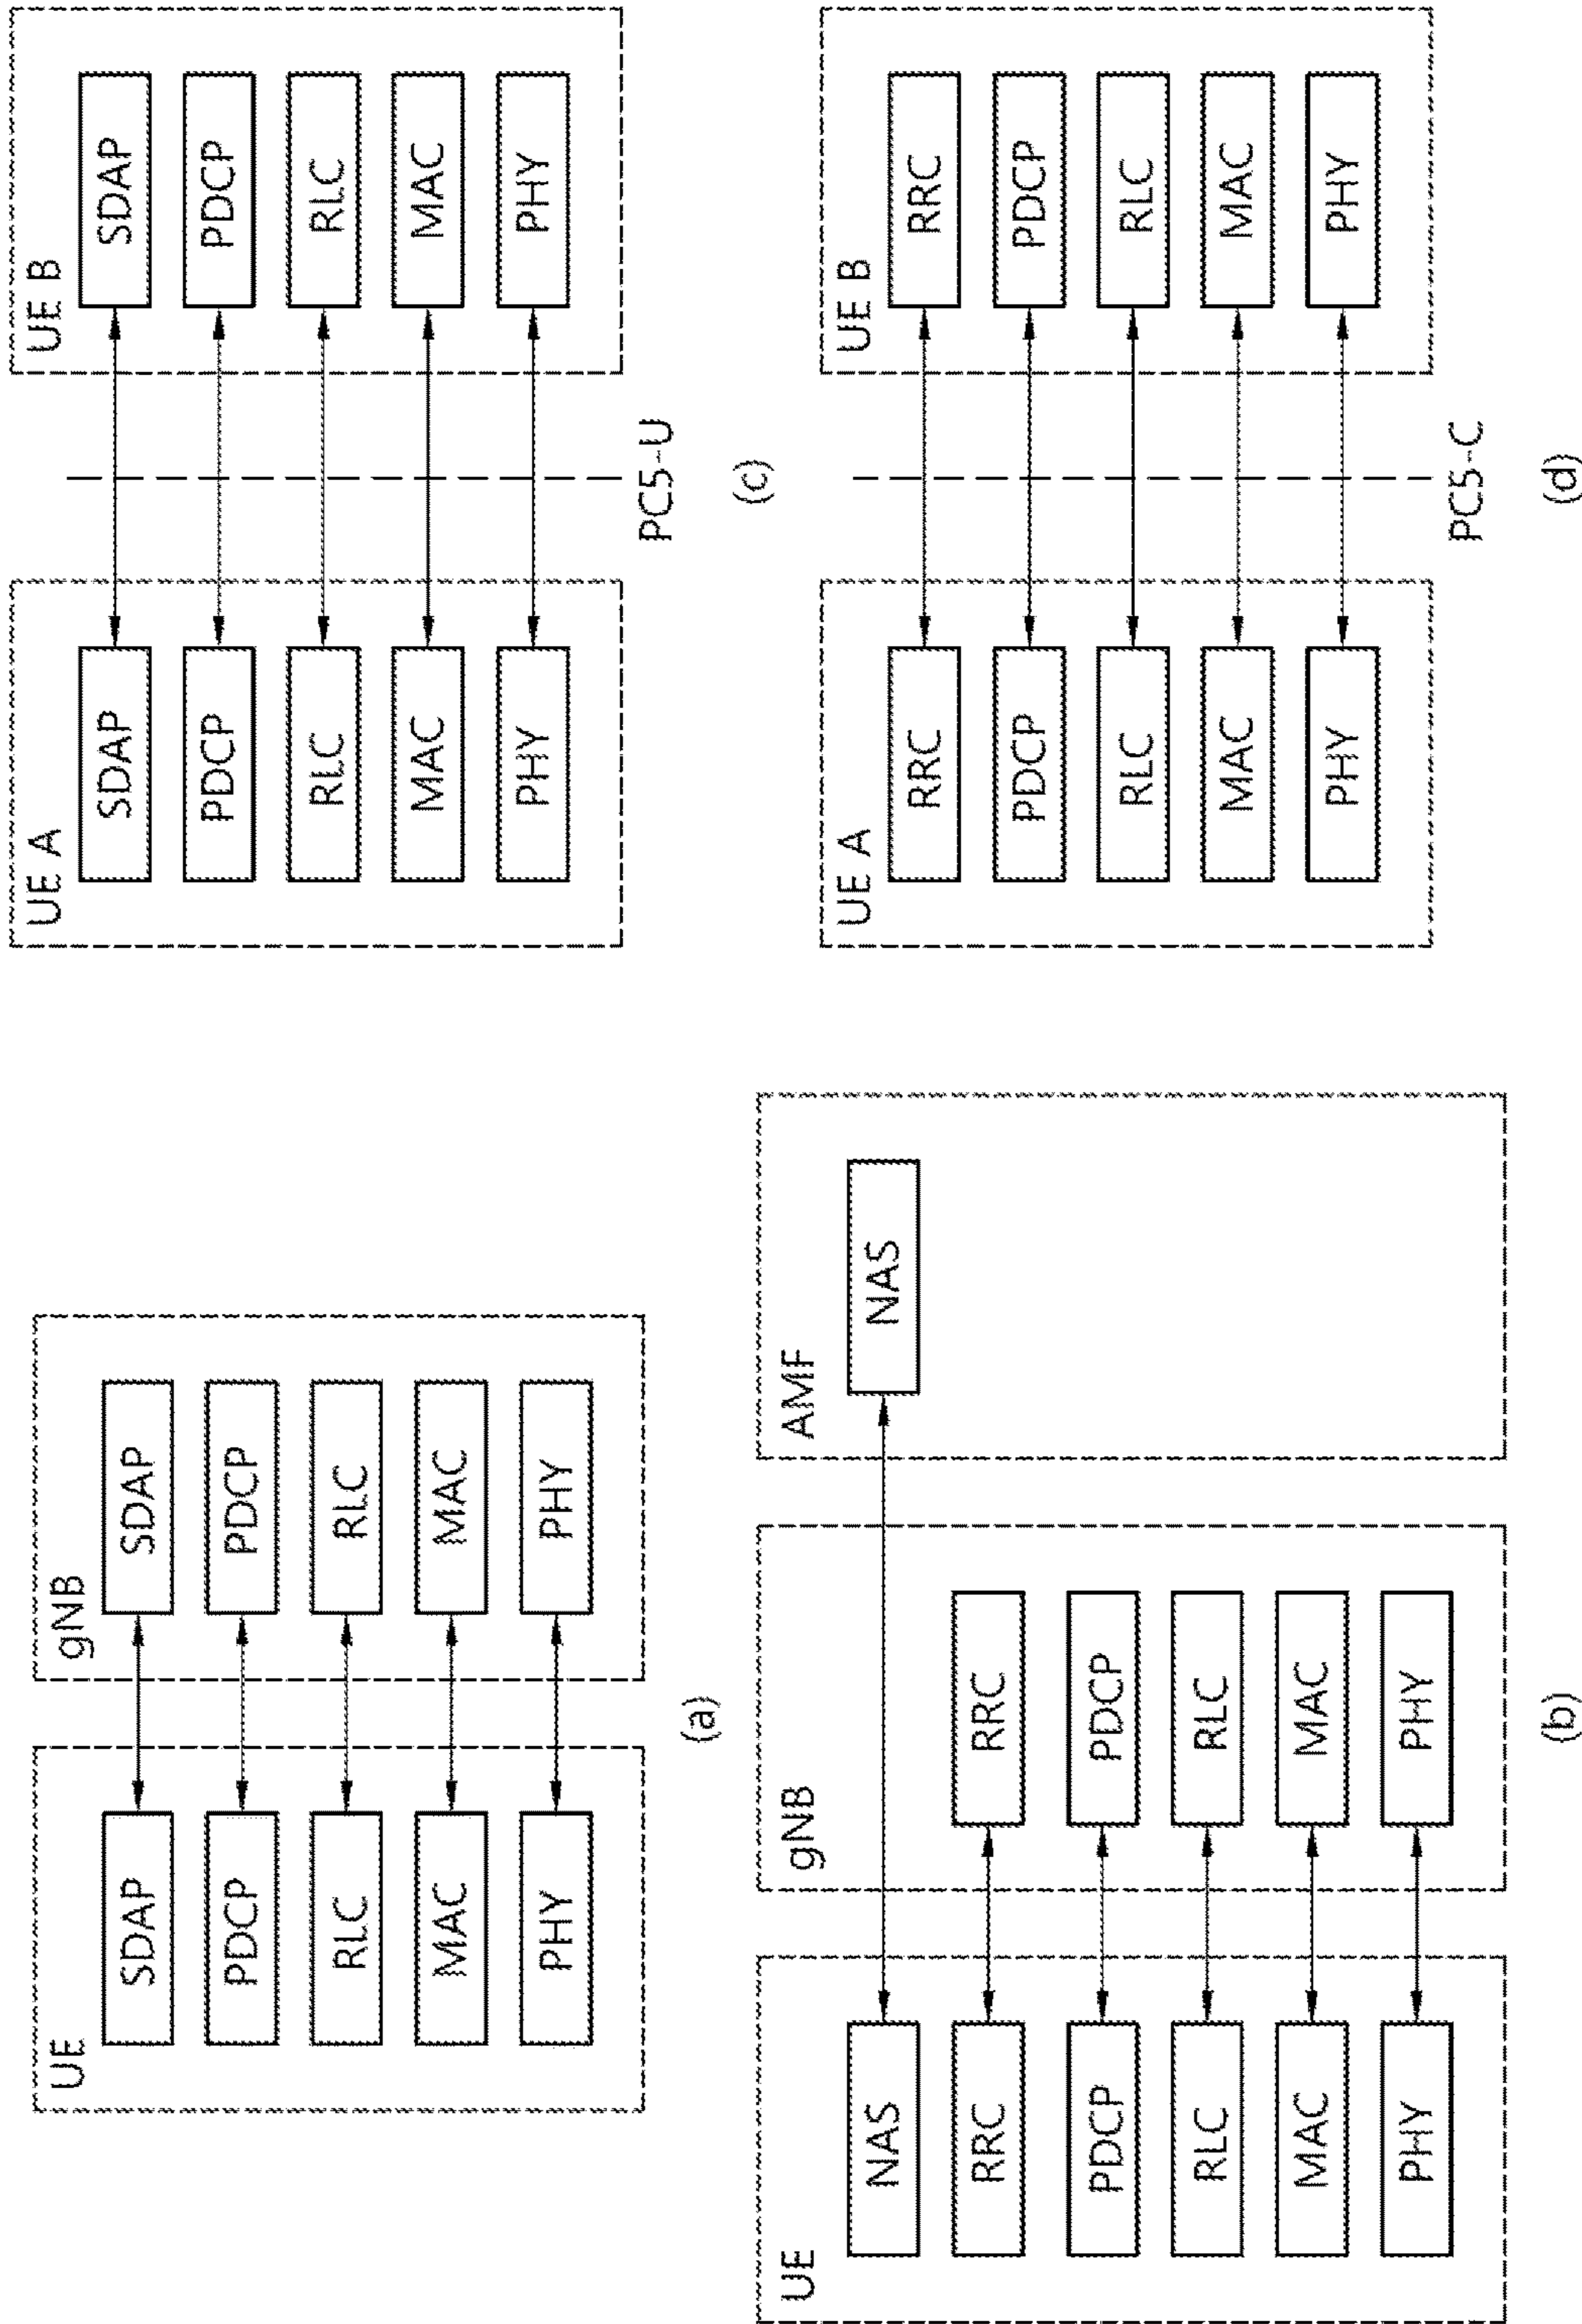 UE
gNB
SDAP
SDAP
PDCP
PDCP
RLC
RLC
MAC
MAC
PHY
PHY
(a)
UE
gNB
AMF
NAS
NAS
RRC
RRC
PDCP
PDCP
RLC
RLC
MAC
MAC
PHY
PHY
(b)
UE A
UE B
SDAP
SDAP
PDCP
PDCP
RLC
RLC
MAC
MAC
PHY
PHY
PC5-U
(c)
UE A
UE B
RRC
RRC
PDCP
PDCP
RLC
RLC
MAC
MAC
PHY
PHY
PC5-C
(d)